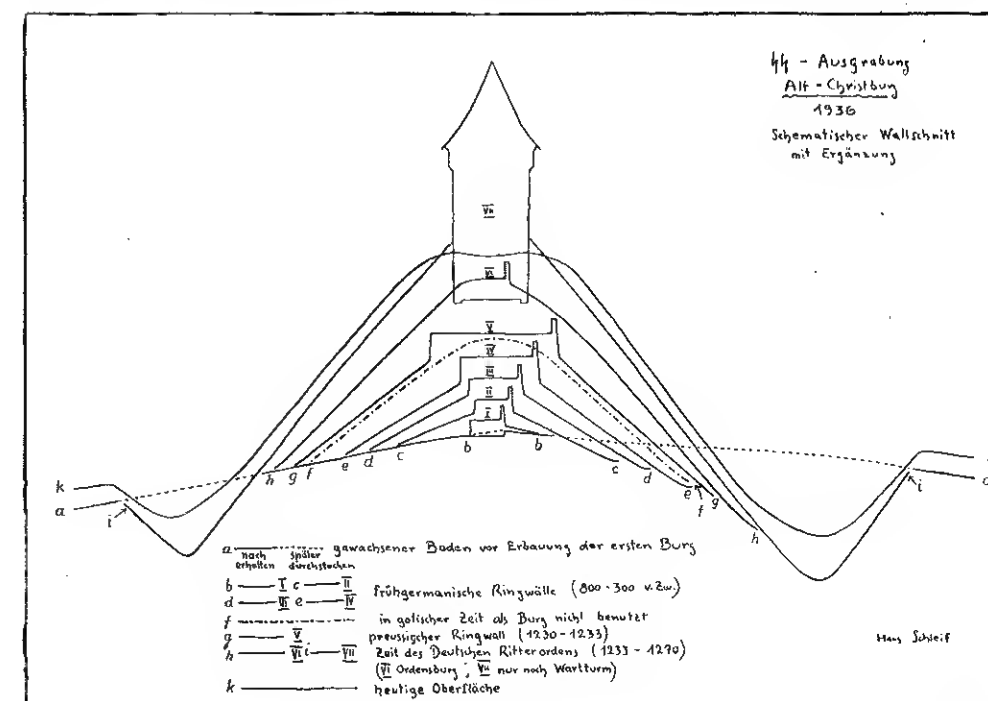 ᛋᛋ - Ausgrabung
Alt - Christburg
1936
Schematischer Wallschnitt
mit Ergänzung
VII
VI
V
IV
III
II
I
b b
c c
d d
e e
f f
g g
h h
i i
k
a a
a gewachsener Boden vor Erbauung der ersten Burg
noch erhalten
später durchstochen
b I c II frühgermanische Ringwälle (800 - 300 v. Zw.)
d III e IV
f in gotischer Zeit als Burg nicht benutzt
g V preussischer Ringwall (1230 - 1233)
h VI i VII Zeit des Deutschen Ritterordens (1233 - 1270)
(VI Ordensburg ; VII nur noch Wartturm)
k heutige Oberfläche
Hans Schleif